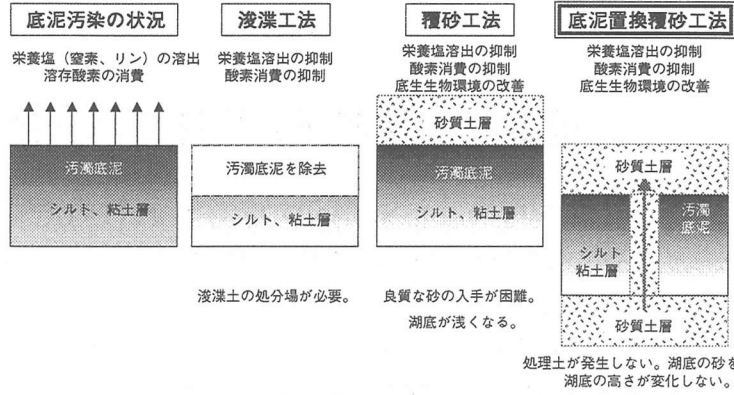 底泥汚染の状況
栄養塩（窒素、リン）の溶出
溶存酸素の消費
汚濁底泥
シルト、粘土層
浚渫工法
栄養塩溶出の抑制
酸素消費の抑制
汚濁底泥を除去
シルト、粘土層
浚渫土の処分場が必要。
覆砂工法
栄養塩溶出の抑制
酸素消費の抑制
底生生物環境の改善
砂質土層
汚濁底泥
シルト、粘土層
良質な砂の入手が困難。
湖底が浅くなる。
底泥置換覆砂工法
栄養塩溶出の抑制
酸素消費の抑制
底生生物環境の改善
砂質土層
汚濁
底泥
シルト
粘土層
砂質土層
処理土が発生しない。湖底の砂を
湖底の高さが変化しない。